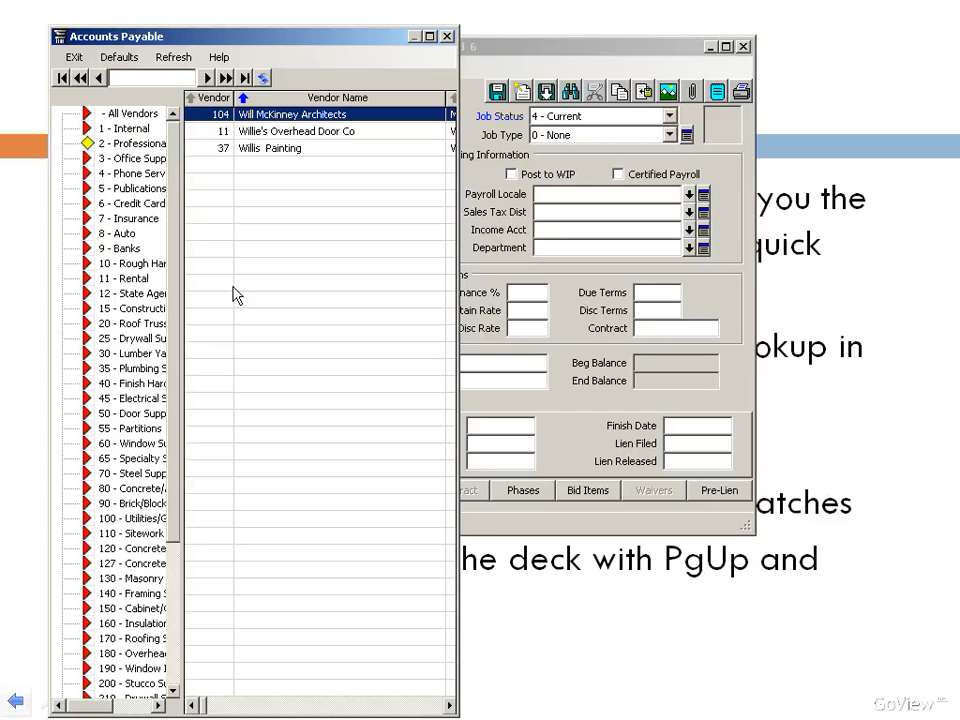 Accounts Payable
EXit Defaults Refresh Help
- All Vendors
1 - Internal
2 - Professiona
3 - Office Supp
4 - Phone Serv
5 - Publications
6 - Credit Card
7 - Insurance
8 - Auto
9 - Banks
10 - Rough Har
11 - Rental
12 - State Agen
15 - Constructi
20 - Roof Truss
25 - Drywall Su
30 - Lumber Ya
35 - Plumbing S
40 - Finish Hard
45 - Electrical S
50 - Door Supp
55 - Partitions
60 - Window Su
65 - Specialty S
70 - Steel Supp
80 - Concrete/
90 - Brick/Block
100 - Utilities/G
110 - Sitework
120 - Concrete
127 - Concrete
130 - Masonry
140 - Framing S
150 - Cabinet/C
160 - Insulation
170 - Roofing S
180 - Overhead
190 - Window I
200 - Stucco Su
210 - Drywall S
Vendor Vendor Name
104 Will McKinney Architects
11 Willie's Overhead Door Co
37 Willis Painting
6
Job Status 4 - Current
Job Type 0 - None
ng Information
Post to WIP Certified Payroll
Payroll Locale
Sales Tax Dist
Income Acct
Department
ms
nance % Due Terms
tain Rate Disc Terms
Disc Rate Contract
Beg Balance
End Balance
Finish Date
Lien Filed
Lien Released
ract Phases Bid Items Waivers Pre-Lien
you the
quick
okup in
atches
he deck with PgUp and
GoView